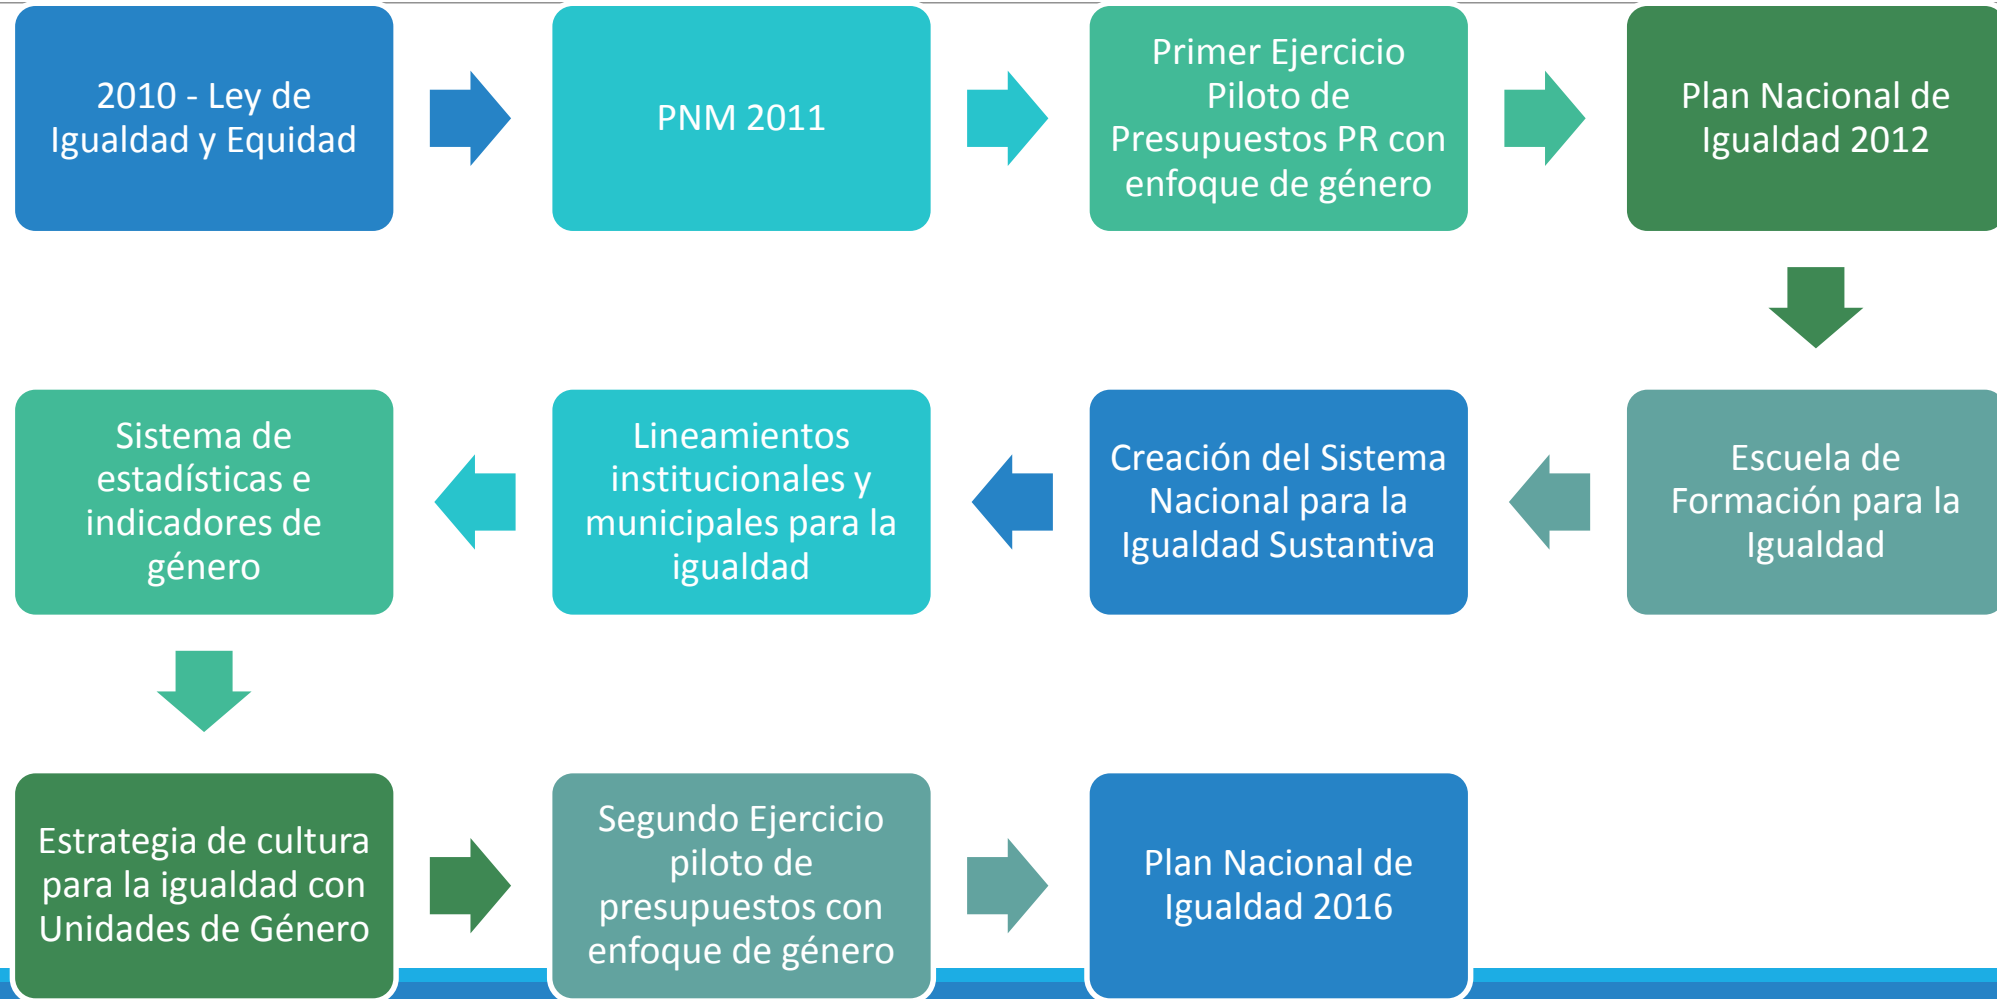 2010 - Ley de
Igualdad y Equidad
PNM 2011
Primer Ejercicio
Piloto de
Presupuestos PR con
enfoque de género
Plan Nacional de
Igualdad 2012
Escuela de
Formación para la
Igualdad
Creación del Sistema
Nacional para la
Igualdad Sustantiva
Lineamientos
institucionales y
municipales para la
igualdad
Sistema de
estadísticas e
indicadores de
género
Estrategia de cultura
para la igualdad con
Unidades de Género
Segundo Ejercicio
piloto de
presupuestos con
enfoque de género
Plan Nacional de
Igualdad 2016